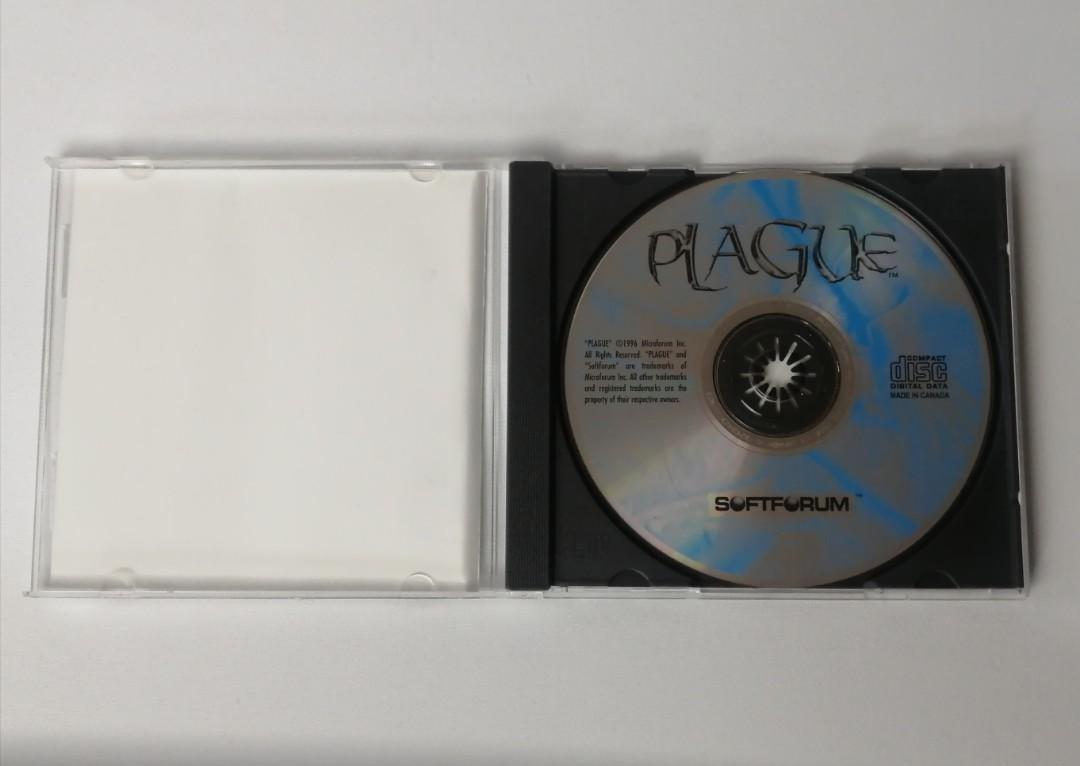 PLAGUE™
"PLAGUE" ©1996 Microforum Inc.
All Rights Reserved. "PLAGUE" and
"Softforum" are trademarks of
Microforum Inc. All other trademarks
and registered trademarks are the
property of their respective owners.
COMPACT
disc
DIGITAL DATA
MADE IN CANADA
SOFTFORUM™